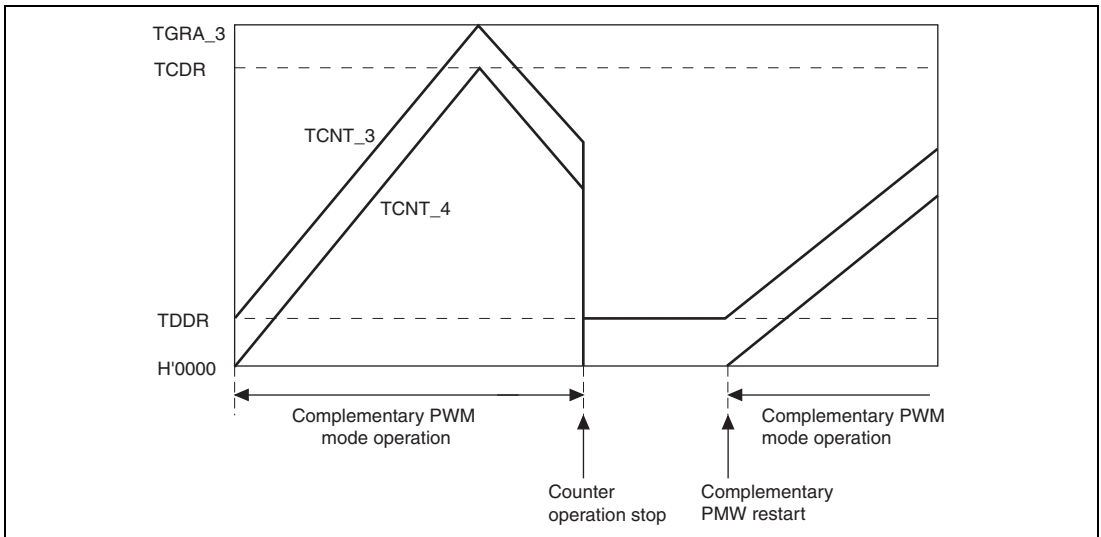 TGRA_3
TCDR
TCNT_3
TCNT_4
TDDR
H'0000
Complementary PWM
mode operation
Complementary PWM
mode operation
Counter
operation stop
Complementary
PMW restart